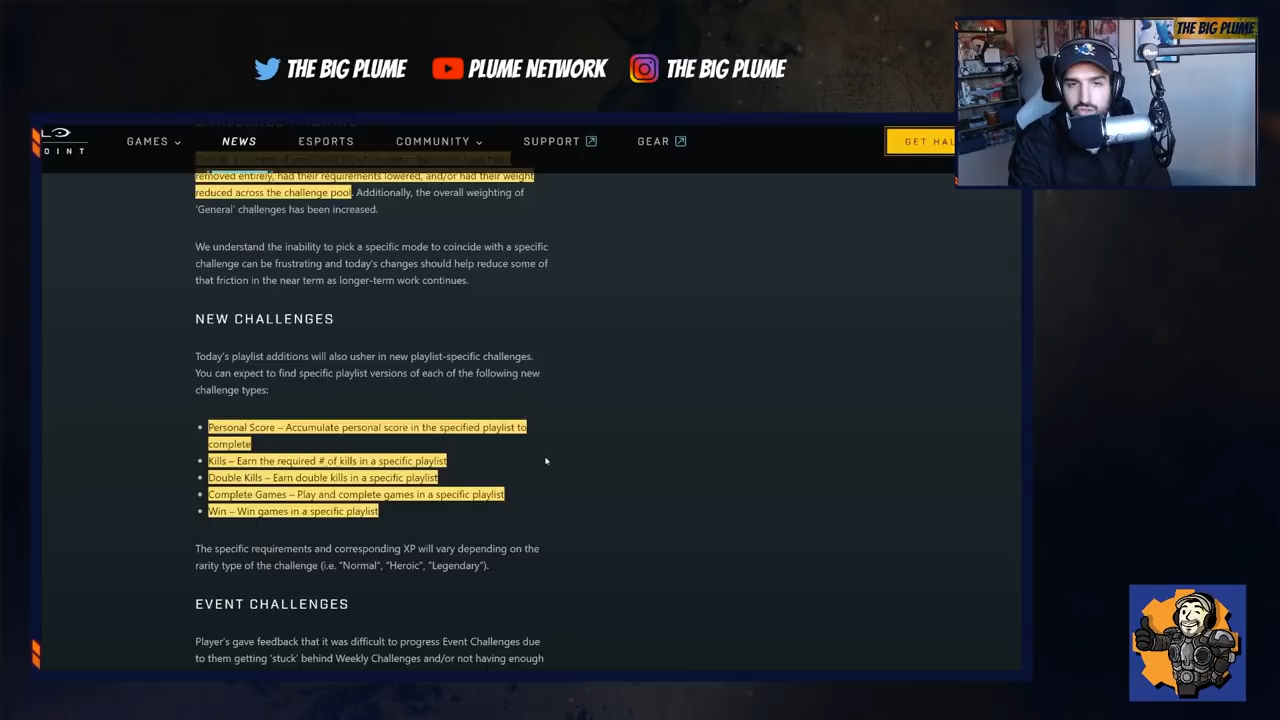 THE BIG PLUME
THE BIG PLUME
PLUME NETWORK
THE BIG PLUME
LO
OINT
GAMES
NEWS
ESPORTS
COMMUNITY
SUPPORT
GEAR
GET HAL
removed entirely, had their requirements lowered, and/or had their weight
reduced across the challenge pool. Additionally, the overall weighting of
'General' challenges has been increased.
We understand the inability to pick a specific mode to coincide with a specific
challenge can be frustrating and today's changes should help reduce some of
that friction in the near term as longer-term work continues.
NEW CHALLENGES
Today's playlist additions will also usher in new playlist-specific challenges.
You can expect to find specific playlist versions of each of the following new
challenge types:
• Personal Score – Accumulate personal score in the specified playlist to
complete
• Kills – Earn the required # of kills in a specific playlist
• Double Kills – Earn double kills in a specific playlist
• Complete Games – Play and complete games in a specific playlist
• Win – Win games in a specific playlist
The specific requirements and corresponding XP will vary depending on the
rarity type of the challenge (i.e. "Normal", "Heroic", "Legendary").
EVENT CHALLENGES
Player's gave feedback that it was difficult to progress Event Challenges due
to them getting 'stuck' behind Weekly Challenges and/or not having enough